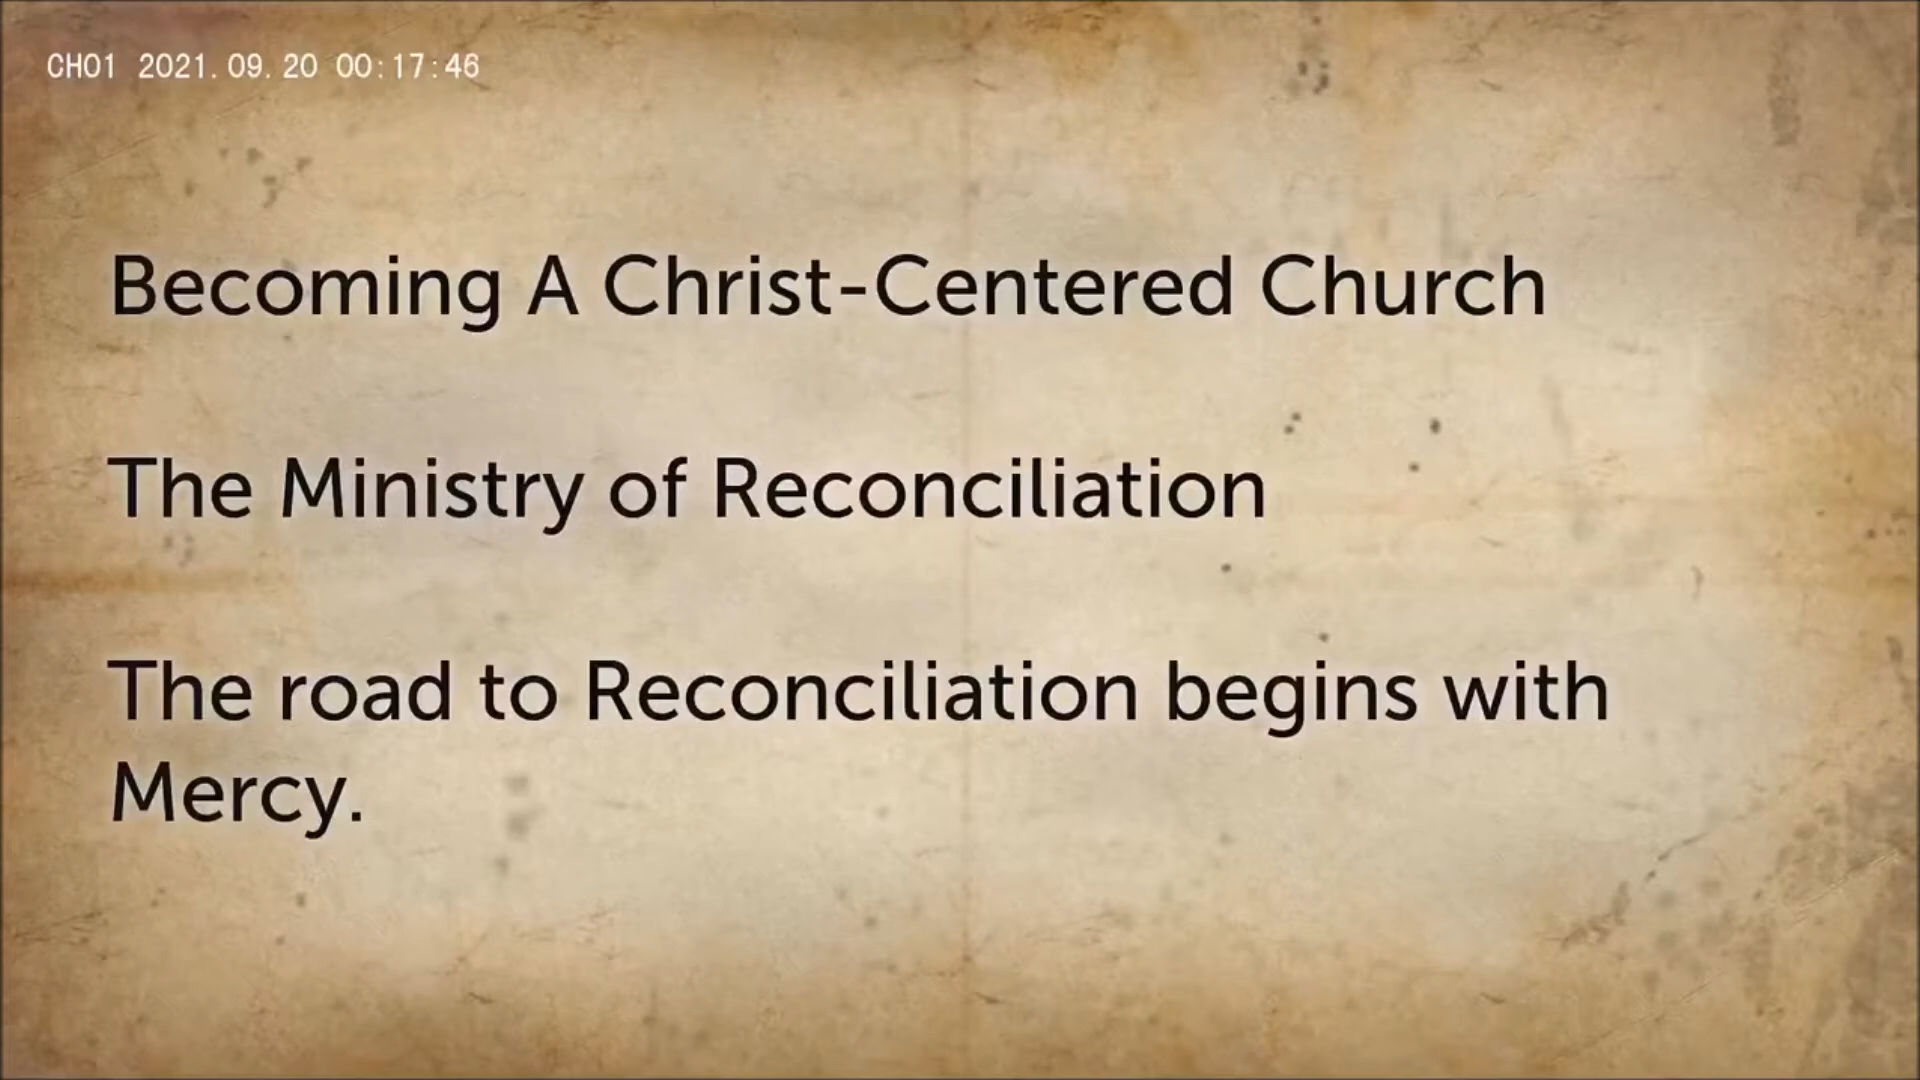 CH01 2021.09.20 00:17:46
Becoming A Christ-Centered Church
The Ministry of Reconciliation
The road to Reconciliation begins with
Mercy.